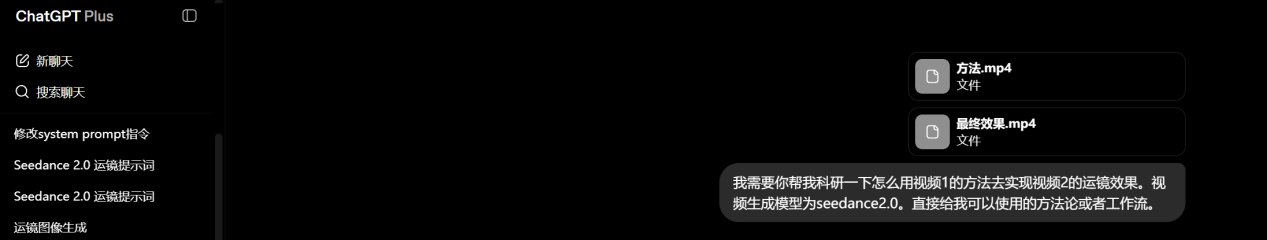 ChatGPT Plus
新聊天
搜索聊天
修改system prompt指令
Seedance 2.0 运镜提示词
Seedance 2.0 运镜提示词
运镜图像生成
方法.mp4
文件
最终效果.mp4
文件
我需要你帮我科研一下怎么用视频1的方法去实现视频2的运镜效果。视
频生成模型为seedance2.0。直接给我可以使用的方法论或者工作流。